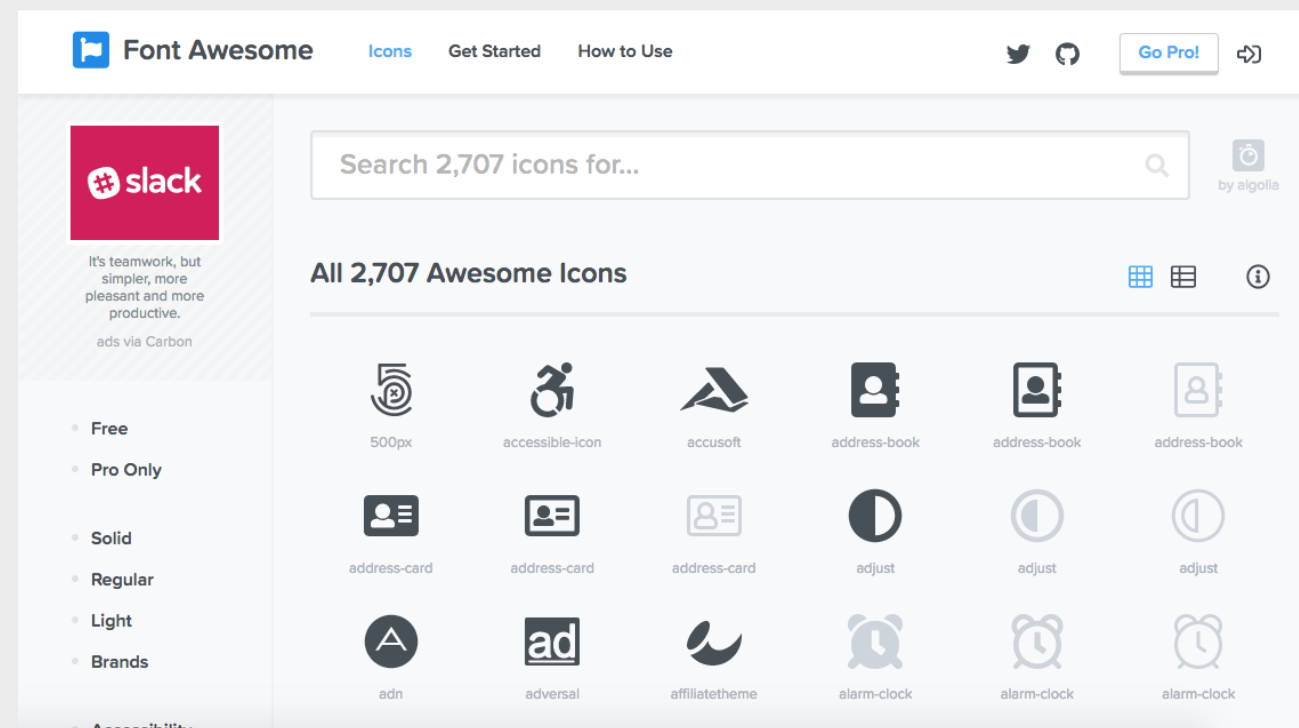 Font Awesome
Icons
Get Started
How to Use
Go Pro!
slack
It's teamwork, but
simpler, more
pleasant and more
productive.
ads via Carbon
Free
Pro Only
Solid
Regular
Light
Brands
Accessibility
Search 2,707 icons for...
by algolia
All 2,707 Awesome Icons
500px
accessible-icon
accusoft
address-book
address-book
address-book
address-card
address-card
address-card
adjust
adjust
adjust
ad
adn
adversal
affiliatetheme
alarm-clock
alarm-clock
alarm-clock